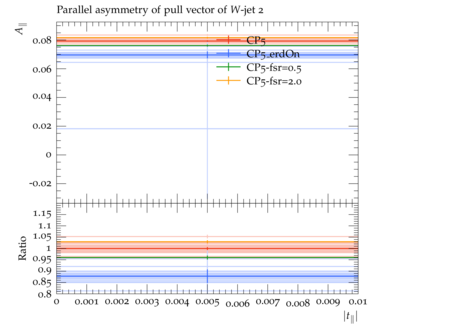 Parallel asymmetry of pull vector of W-jet 2
A∥
0.08
0.06
0.04
0.02
0
-0.02
CP5
CP5_erdOn
CP5-fsr=0.5
CP5-fsr=2.0
Ratio
1.15
1.1
1.05
1
0.95
0.9
0.85
0.8
0 0.001 0.002 0.003 0.004 0.005 0.006 0.007 0.008 0.009 0.01
|t∥|